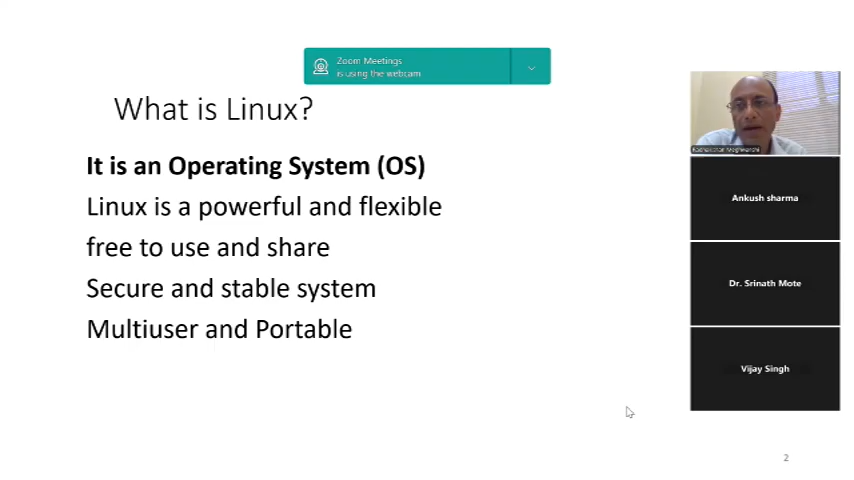 Zoom Meetings
is using the webcam
What is Linux?
It is an Operating System (OS)
Linux is a powerful and flexible
free to use and share
Secure and stable system
Multiuser and Portable
Ankush sharma
Dr. Srinath Mote
Vijay Singh
2